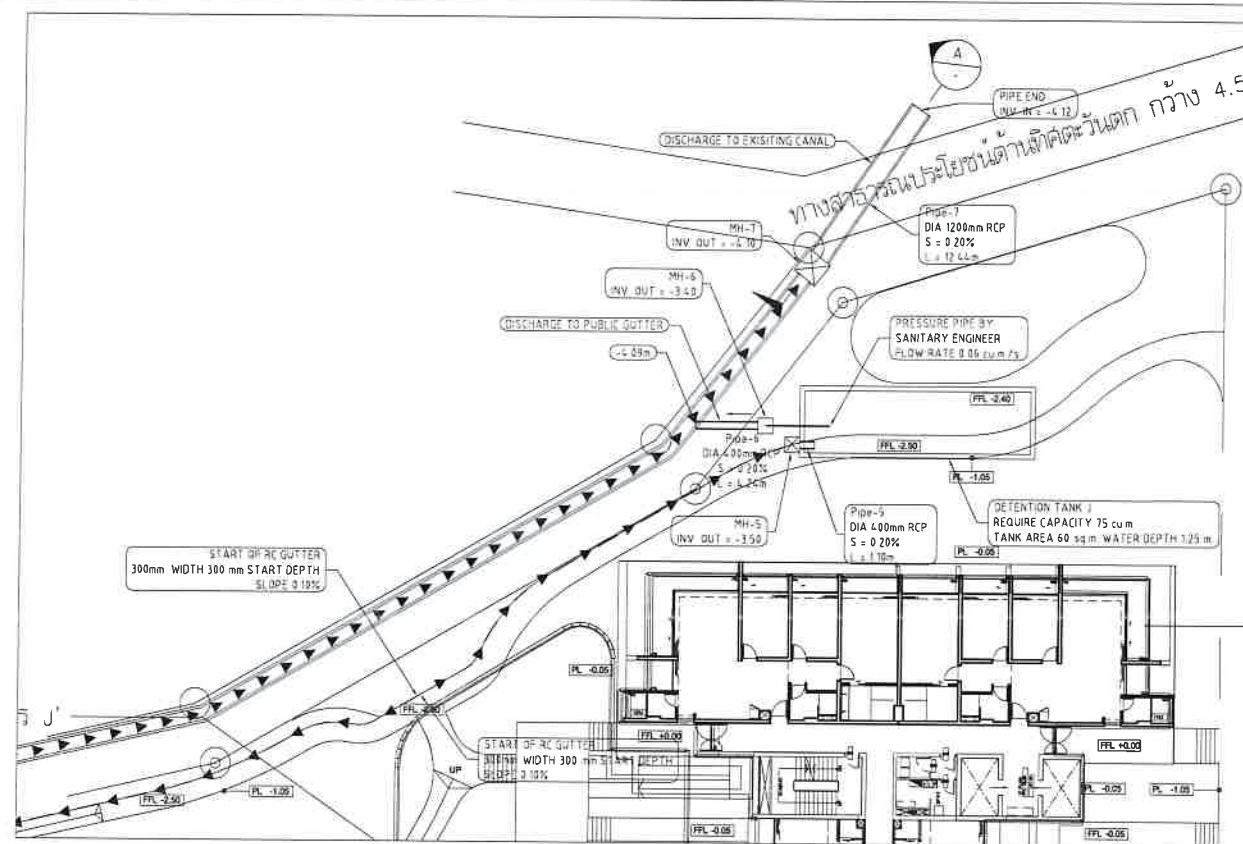 A
-
PIPE END
INV IN = -4.12
DISCHARGE TO EXISITING CANAL
ทางสาธารณประโยชน์ด้านทิศตะวันตก กว้าง 4.5
Pipe-7
DIA 1200mm RCP
S = 0.20%
L = 12.44m
MH-7
INV OUT = -4.10
MH-6
INV OUT = -3.40
DISCHARGE TO PUBLIC GUTTER
-4.09m
PRESSURE PIPE BY
SANITARY ENGINEER
FLOW RATE 0.06 cu.m/s
FFL -2.40
FFL -2.50
PL -1.05
Pipe-6
DIA 400mm RCP
S = 0.20%
L = 4.24m
MH-5
INV OUT = -3.50
Pipe-5
DIA 400mm RCP
S = 0.20%
L = 1.10m
DETENTION TANK J
REQUIRE CAPACITY 75 cu.m
TANK AREA 60 sq.m. WATER DEPTH 1.25 m.
PL -0.05
START OF RC GUTTER
300mm WIDTH 300 mm START DEPTH
SLOPE 0.10%
PL -0.05
J'
FFL +0.00
FFL +0.00
START OF RC GUTTER
300mm WIDTH 300 mm START DEPTH
SLOPE 0.10%
UP
FFL -2.50
PL -1.05
PL -0.05
PL -1.05
FFL -0.05
FFL -0.05